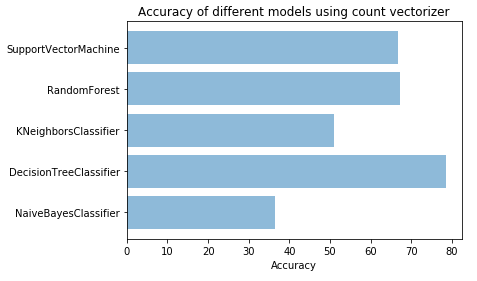 Accuracy of different models using count vectorizer
SupportVectorMachine
RandomForest
KNeighborsClassifier
DecisionTreeClassifier
NaiveBayesClassifier
0 10 20 30 40 50 60 70 80
Accuracy